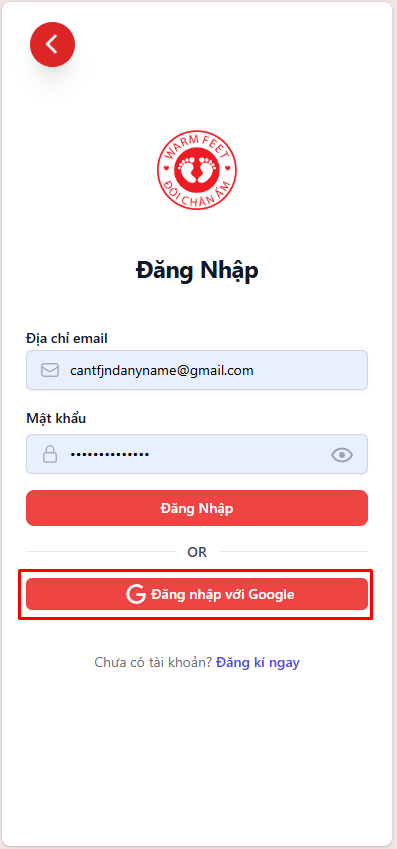 WARM FEET
ĐÔI CHÂN ẤM
Đăng Nhập
Địa chỉ email
cantfjndanyname@gmail.com
Mật khẩu
••••••••••••••
Đăng Nhập
OR
G Đăng nhập với Google
Chưa có tài khoản? Đăng kí ngay